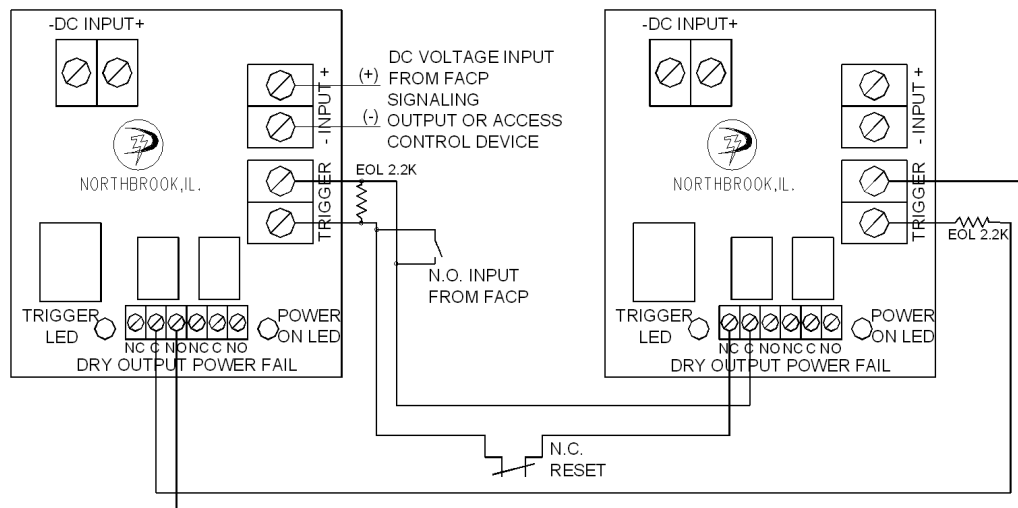 -DC INPUT+
- INPUT +
(+)
(-)
DC VOLTAGE INPUT
FROM FACP
SIGNALING
OUTPUT OR ACCESS
CONTROL DEVICE
NORTHBROOK,IL.
TRIGGER
EOL 2.2K
N.O. INPUT
FROM FACP
TRIGGER
LED
POWER
ON LED
NC C NO NC C NO
DRY OUTPUT POWER FAIL
-DC INPUT+
- INPUT +
NORTHBROOK,IL.
TRIGGER
EOL 2.2K
TRIGGER
LED
POWER
ON LED
NC C NO NC C NO
DRY OUTPUT POWER FAIL
N.C.
RESET